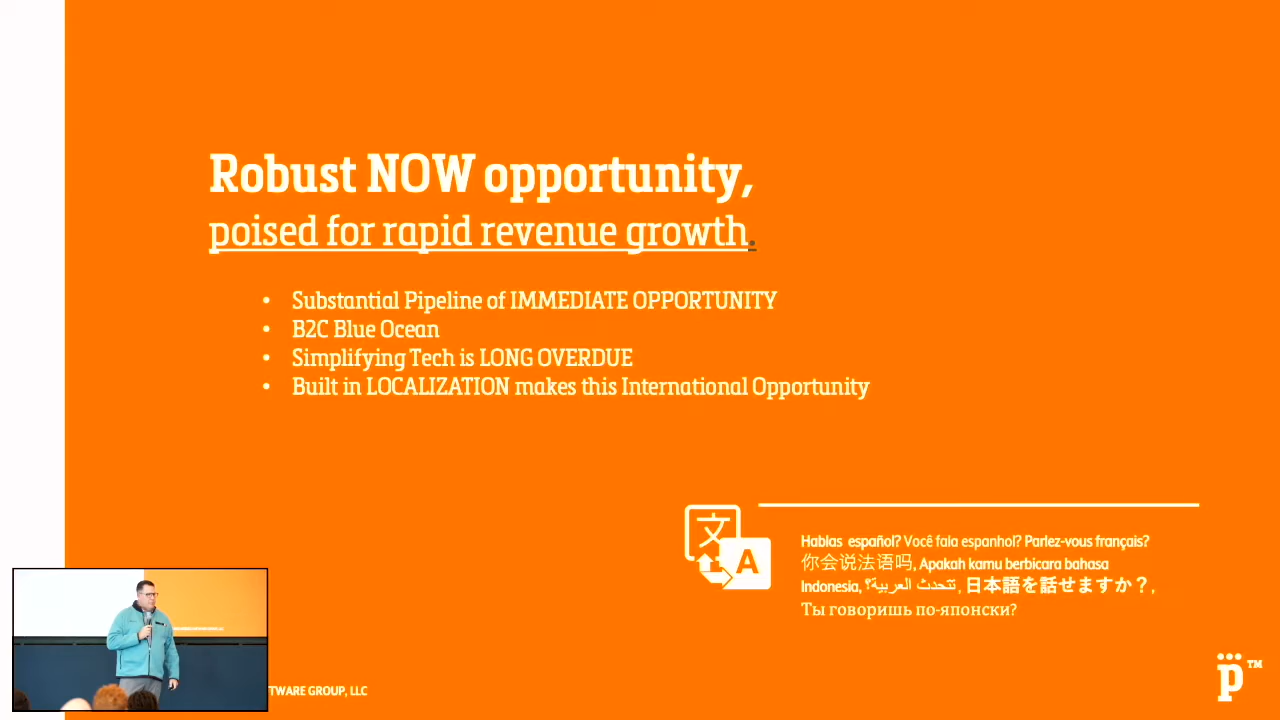 Robust NOW opportunity,
poised for rapid revenue growth.
• Substantial Pipeline of IMMEDIATE OPPORTUNITY
• B2C Blue Ocean
• Simplifying Tech is LONG OVERDUE
• Built in LOCALIZATION makes this International Opportunity
文
A
Hablas español? Você fala espanhol? Parlez-vous français?
你会说法语吗, Apakah kamu berbicara bahasa
Indonesia, تتحدث العربية؟, 日本語を話せますか？,
Ты говоришь по-японски?
TWARE GROUP, LLC
p™